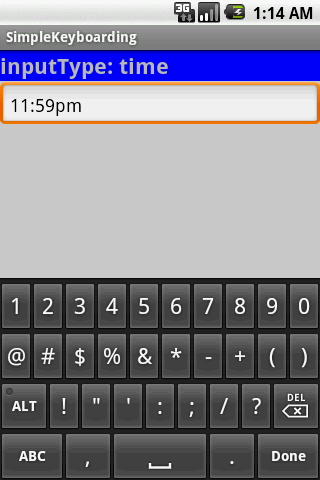 3G 1:14 AM
SimpleKeyboarding
inputType: time
11:59pm
1 2 3 4 5 6 7 8 9 0
@ # $ % & * - + ( )
DEL
ALT ! " ' : ; / ?
ABC , . Done